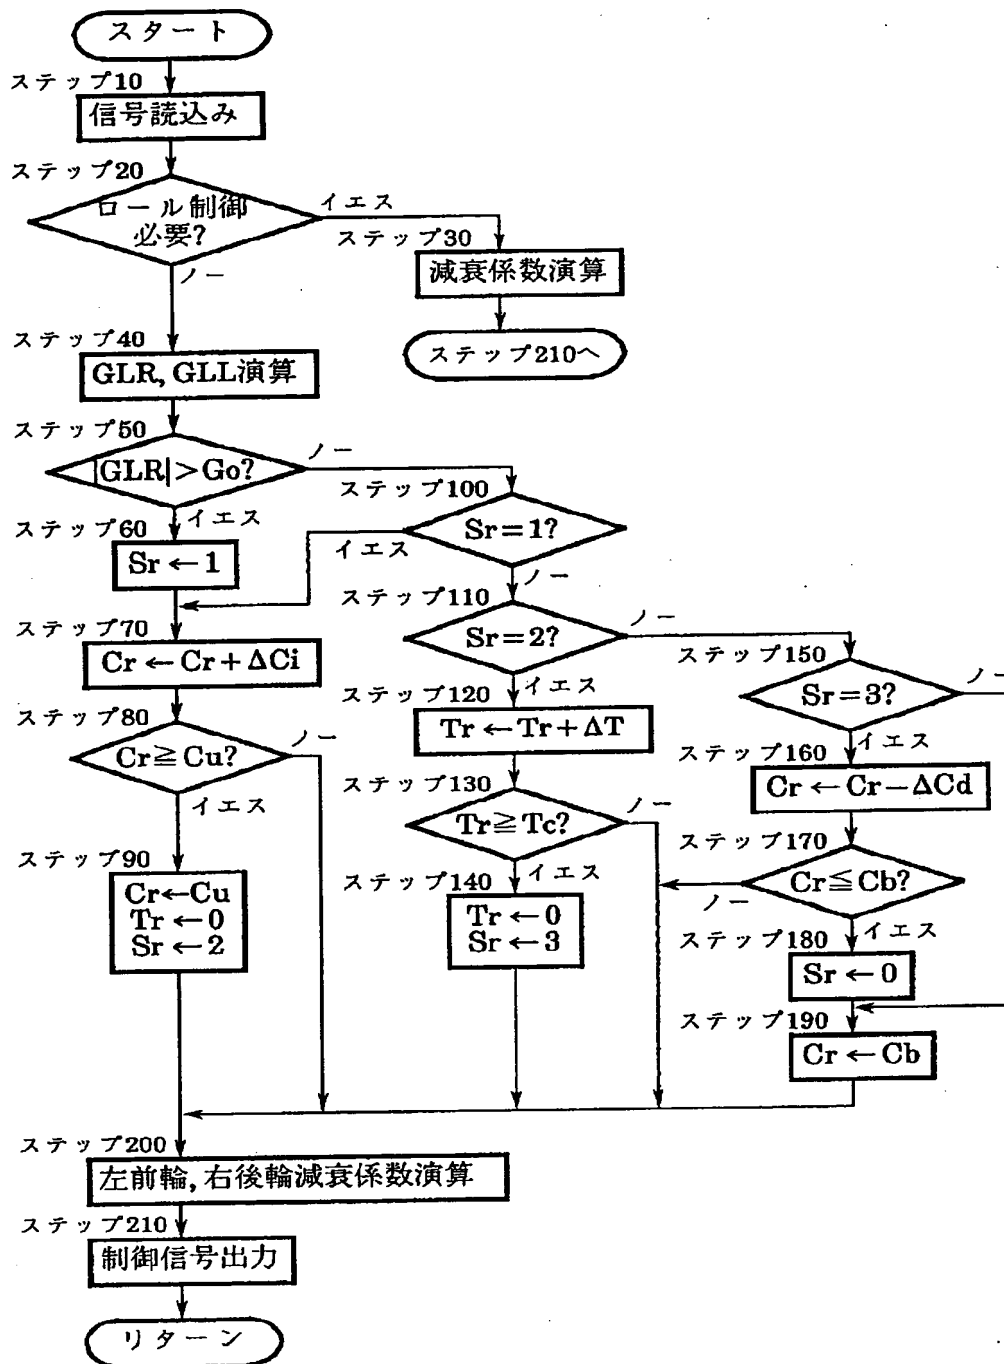 スタート
ステップ10
信号読込み
ステップ20
ロール制御
必要?
イエス
ノー
ステップ30
減衰係数演算
ステップ210へ
ステップ40
GLR, GLL演算
ステップ50
|GLR|>Go?
ノー
イエス
ステップ60
Sr←1
ステップ100
Sr=1?
イエス
ノー
ステップ70
Cr←Cr+ΔCi
ステップ110
Sr=2?
ノー
イエス
ステップ80
Cr≧Cu?
ノー
イエス
ステップ120
Tr←Tr+ΔT
ステップ150
Sr=3?
ノー
イエス
ステップ130
Tr≧Tc?
ノー
イエス
ステップ160
Cr←Cr−ΔCd
ステップ90
Cr←Cu
Tr←0
Sr←2
ステップ140
Tr←0
Sr←3
ステップ170
Cr≦Cb?
ノー
イエス
ステップ180
Sr←0
ステップ190
Cr←Cb
ステップ200
左前輪,右後輪減衰係数演算
ステップ210
制御信号出力
リターン